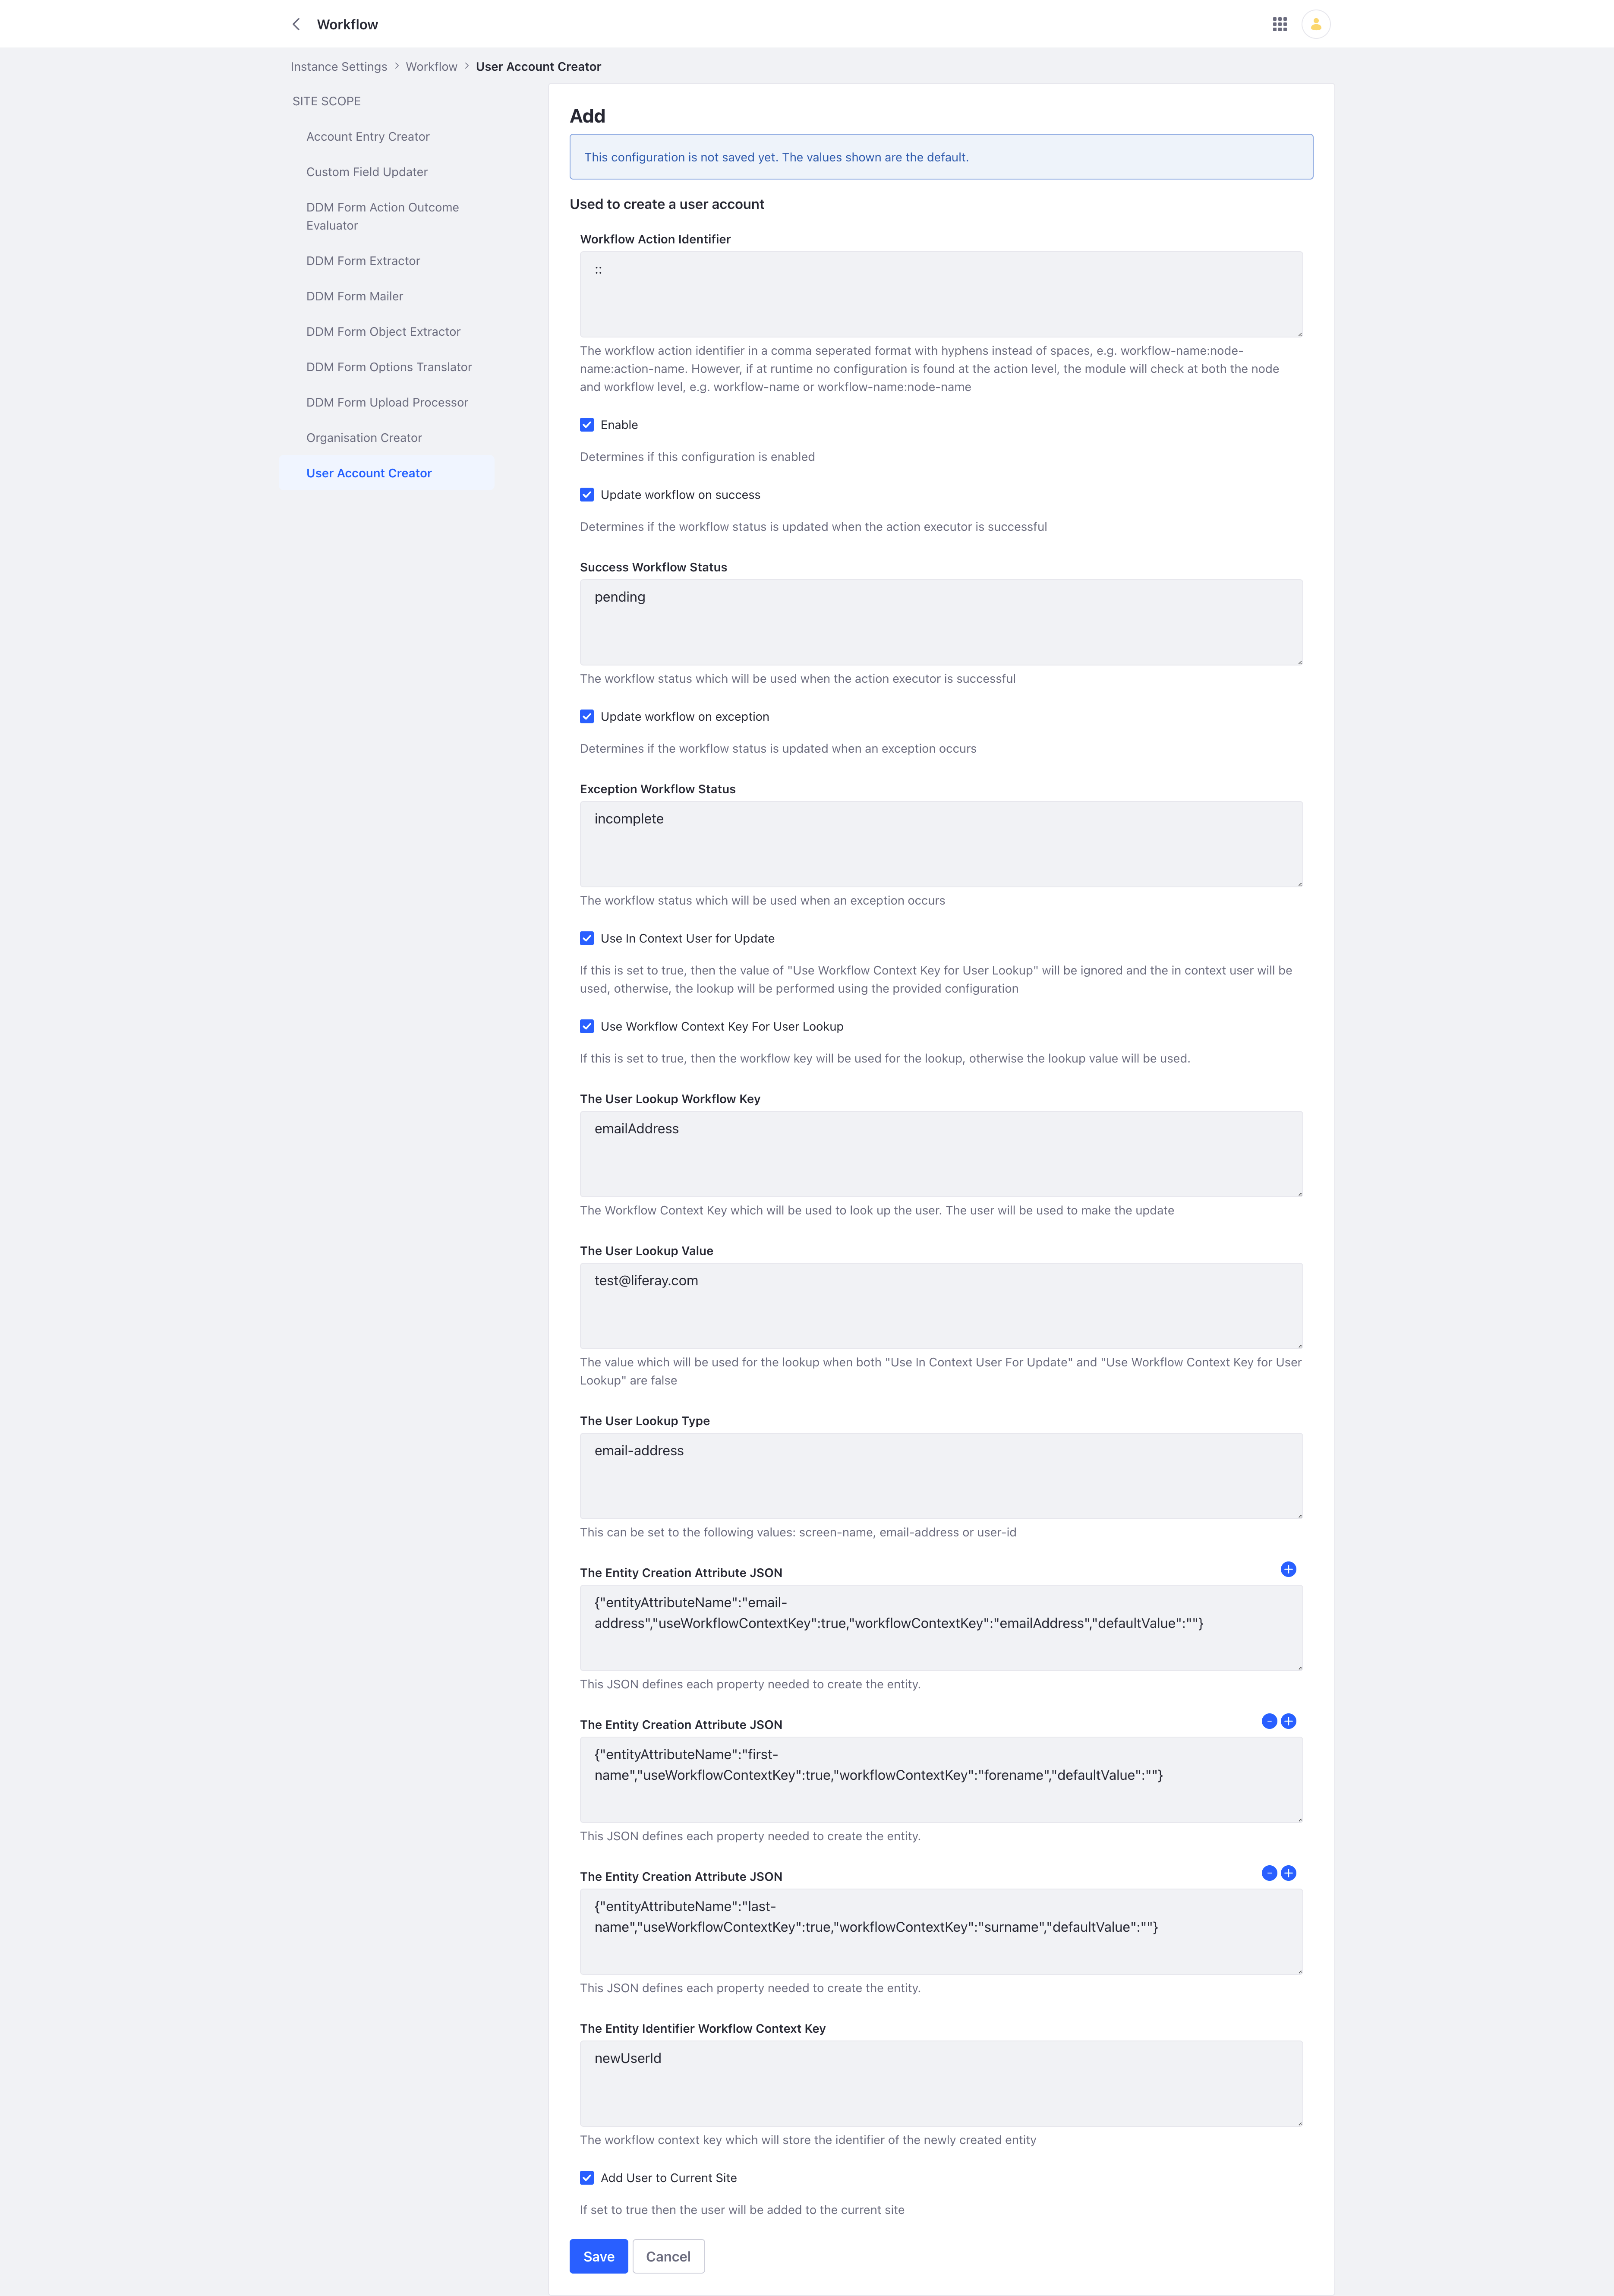 Workflow
Instance Settings > Workflow > User Account Creator
SITE SCOPE
Account Entry Creator
Custom Field Updater
DDM Form Action Outcome
Evaluator
DDM Form Extractor
DDM Form Mailer
DDM Form Object Extractor
DDM Form Options Translator
DDM Form Upload Processor
Organisation Creator
User Account Creator
Add
This configuration is not saved yet. The values shown are the default.
Used to create a user account
Workflow Action Identifier
::
The workflow action identifier in a comma seperated format with hyphens instead of spaces, e.g. workflow-name:node-
name:action-name. However, if at runtime no configuration is found at the action level, the module will check at both the node
and workflow level, e.g. workflow-name or workflow-name:node-name
Enable
Determines if this configuration is enabled
Update workflow on success
Determines if the workflow status is updated when the action executor is successful
Success Workflow Status
pending
The workflow status which will be used when the action executor is successful
Update workflow on exception
Determines if the workflow status is updated when an exception occurs
Exception Workflow Status
incomplete
The workflow status which will be used when an exception occurs
Use In Context User for Update
If this is set to true, then the value of "Use Workflow Context Key for User Lookup" will be ignored and the in context user will be
used, otherwise, the lookup will be performed using the provided configuration
Use Workflow Context Key For User Lookup
If this is set to true, then the workflow key will be used for the lookup, otherwise the lookup value will be used.
The User Lookup Workflow Key
emailAddress
The Workflow Context Key which will be used to look up the user. The user will be used to make the update
The User Lookup Value
test@liferay.com
The value which will be used for the lookup when both "Use In Context User For Update" and "Use Workflow Context Key for User
Lookup" are false
The User Lookup Type
email-address
This can be set to the following values: screen-name, email-address or user-id
The Entity Creation Attribute JSON
{"entityAttributeName":"email-
address","useWorkflowContextKey":true,"workflowContextKey":"emailAddress","defaultValue":""}
This JSON defines each property needed to create the entity.
The Entity Creation Attribute JSON
{"entityAttributeName":"first-
name","useWorkflowContextKey":true,"workflowContextKey":"forename","defaultValue":""}
This JSON defines each property needed to create the entity.
The Entity Creation Attribute JSON
{"entityAttributeName":"last-
name","useWorkflowContextKey":true,"workflowContextKey":"surname","defaultValue":""}
This JSON defines each property needed to create the entity.
The Entity Identifier Workflow Context Key
newUserId
The workflow context key which will store the identifier of the newly created entity
Add User to Current Site
If set to true then the user will be added to the current site
Save Cancel